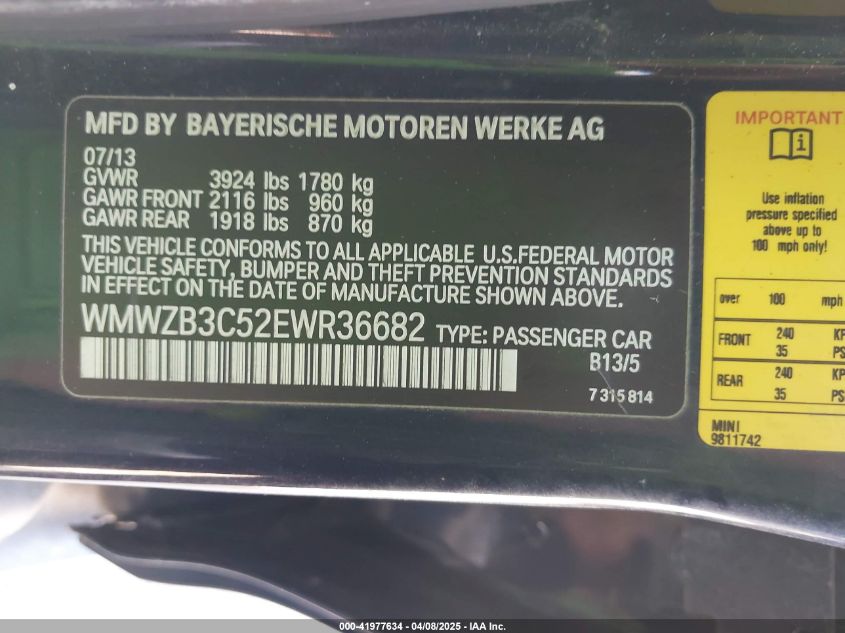 MFD BY BAYERISCHE MOTOREN WERKE AG
07/13
GVWR 3924 lbs 1780 kg
GAWR FRONT 2116 lbs 960 kg
GAWR REAR 1918 lbs 870 kg
THIS VEHICLE CONFORMS TO ALL APPLICABLE U.S.FEDERAL MOTOR
VEHICLE SAFETY, BUMPER AND THEFT PREVENTION STANDARDS
IN EFFECT ON THE DATE OF MANUFACTURE SHOWN ABOVE.
WMWZB3C52EWR36682 TYPE: PASSENGER CAR
B13/5
7 315 814
IMPORTANT
i
Use inflation
pressure specified
above up to
100 mph only!
over 100 mph
FRONT 240 KP
35 PS
REAR 240 KP
35 PS
MINI
9811742
000-41977634 - 04/08/2025 - IAA Inc.